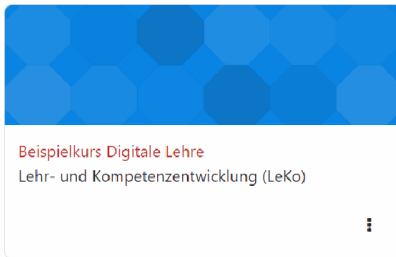 Beispielkurs Digitale Lehre
Lehr- und Kompetenzentwicklung (LeKo)